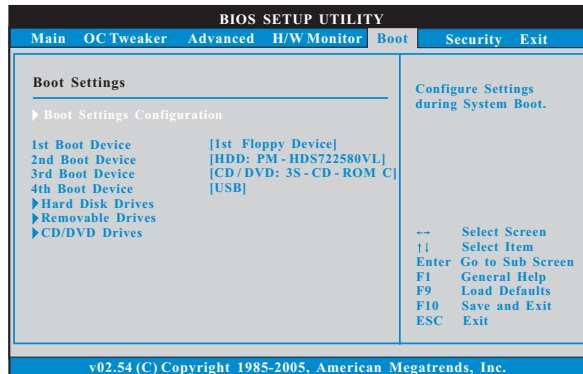 BIOS SETUP UTILITY
Main OC Tweaker Advanced H/W Monitor Boot Security Exit
Boot Settings
Boot Settings Configuration
1st Boot Device [1st Floppy Device]
2nd Boot Device [HDD: PM - HDS722580VL]
3rd Boot Device [CD / DVD: 3S - CD - ROM C]
4th Boot Device [USB]
Hard Disk Drives
Removable Drives
CD/DVD Drives
Configure Settings
during System Boot.
←→ Select Screen
↑↓ Select Item
Enter Go to Sub Screen
F1 General Help
F9 Load Defaults
F10 Save and Exit
ESC Exit
v02.54 (C) Copyright 1985-2005, American Megatrends, Inc.